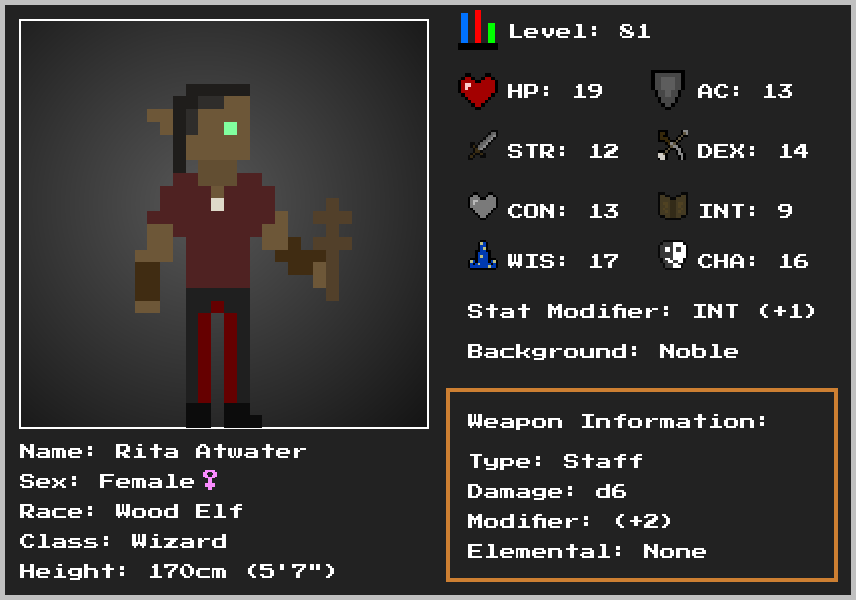 Level: 81
HP: 19
AC: 13
STR: 12
DEX: 14
CON: 13
INT: 9
WIS: 17
CHA: 16
Stat Modifier: INT (+1)
Background: Noble
Weapon Information:
Type: Staff
Damage: d6
Modifier: (+2)
Elemental: None
Name: Rita Atwater
Sex: Female♀
Race: Wood Elf
Class: Wizard
Height: 170cm (5'7")